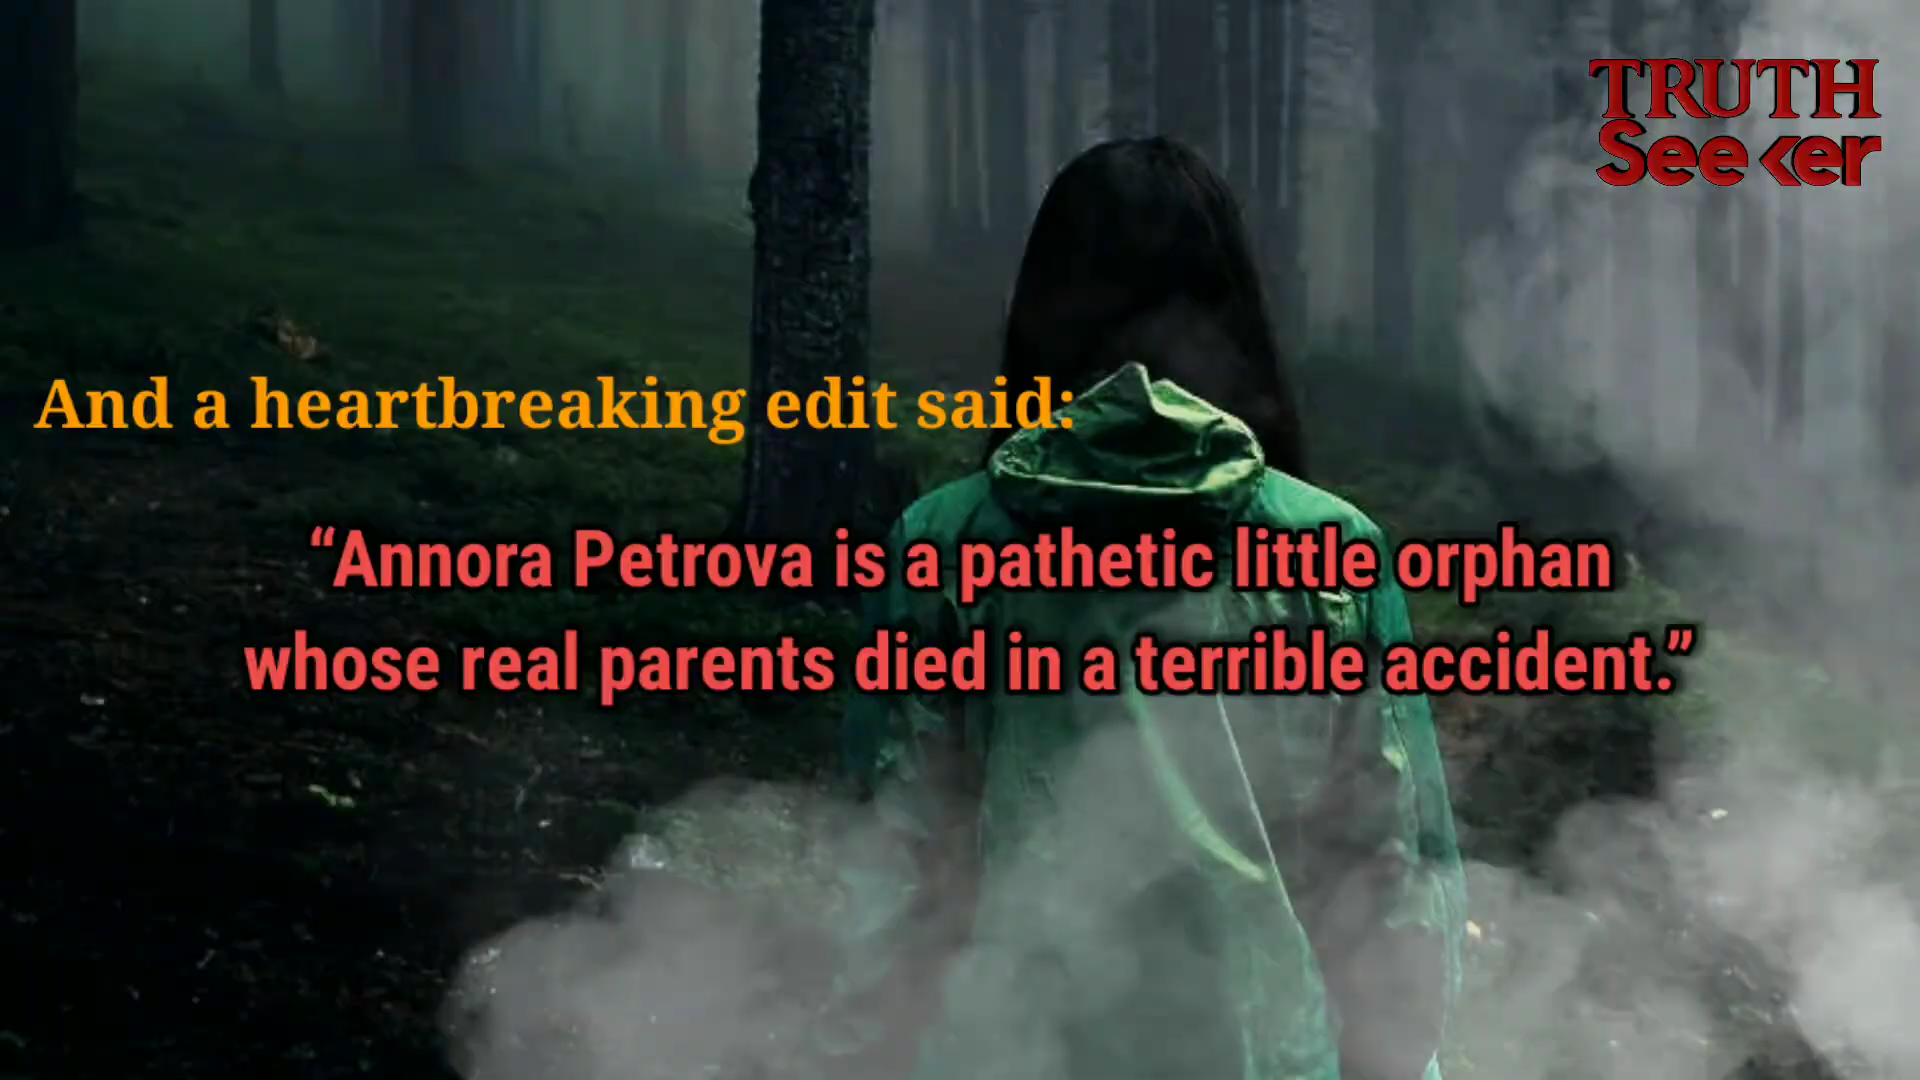 TRUTH
Seeker
And a heartbreaking edit said:
“Annora Petrova is a pathetic little orphan
whose real parents died in a terrible accident.”